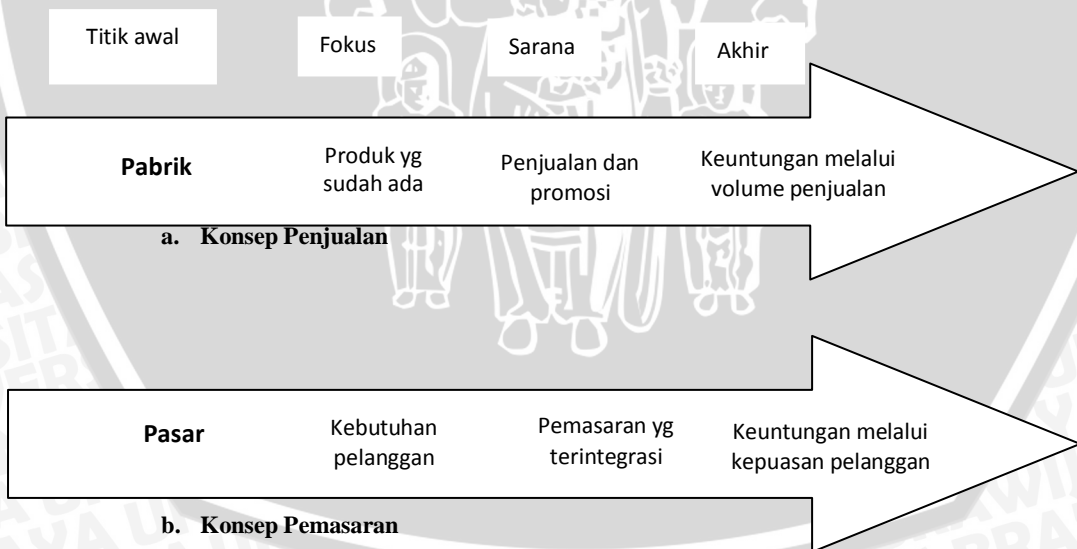 Titik awal
Fokus
Sarana
Akhir
Pabrik
Produk yg
sudah ada
Penjualan dan
promosi
Keuntungan melalui
volume penjualan
a. Konsep Penjualan
Pasar
Kebutuhan
pelanggan
Pemasaran yg
terintegrasi
Keuntungan melalui
kepuasan pelanggan
b. Konsep Pemasaran